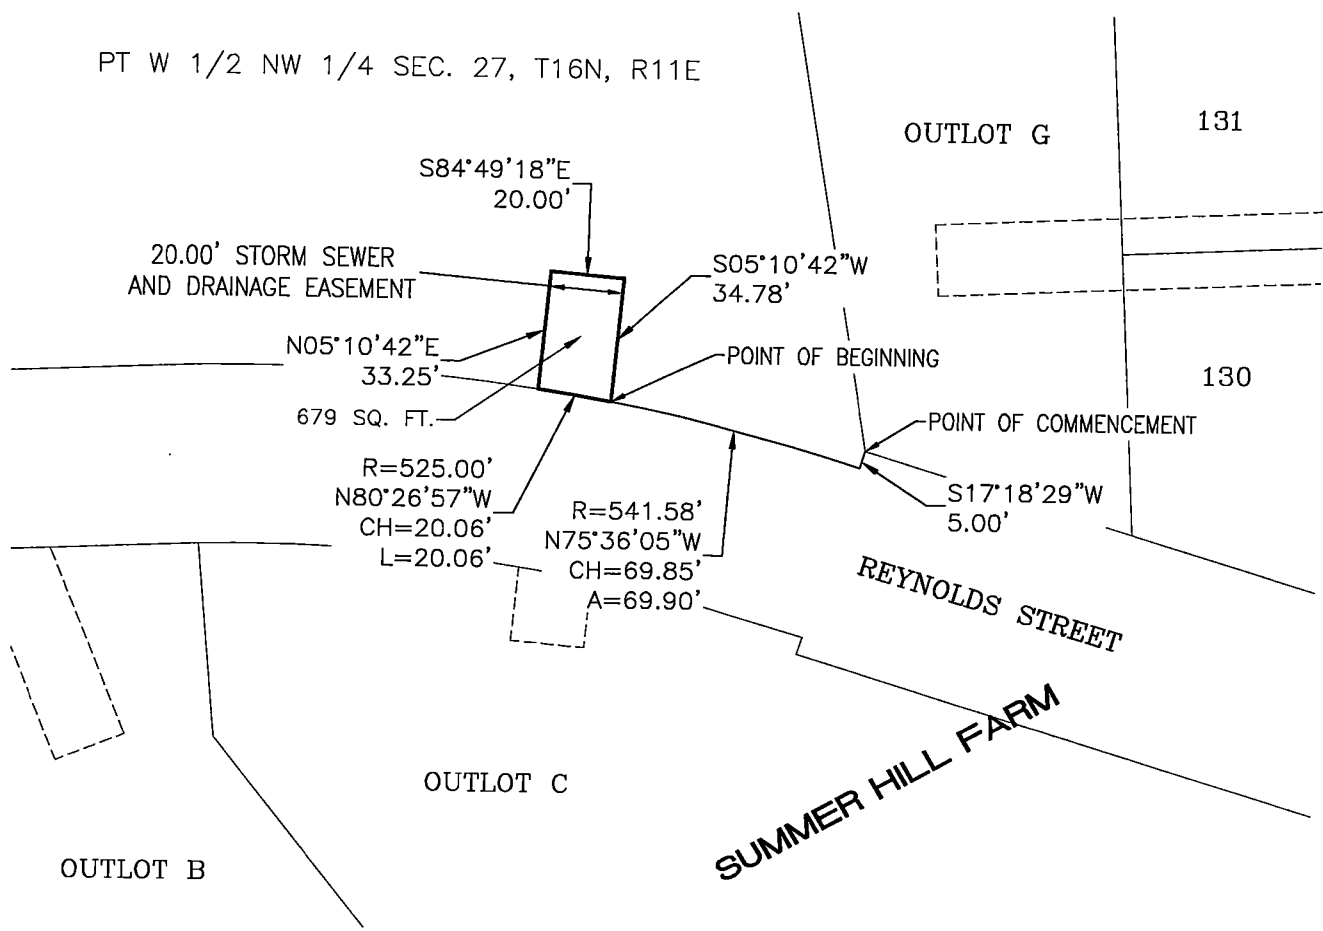 PT W 1/2 NW 1/4 SEC. 27, T16N, R11E
OUTLOT G
131
S84°49'18"E
20.00'
20.00' STORM SEWER
AND DRAINAGE EASEMENT
S05°10'42"W
34.78'
N05°10'42"E
33.25'
POINT OF BEGINNING
679 SQ. FT.
130
POINT OF COMMENCEMENT
R=525.00'
N80°26'57"W
CH=20.06'
L=20.06'
R=541.58'
N75°36'05"W
CH=69.85'
A=69.90'
S17°18'29"W
5.00'
REYNOLDS STREET
SUMMER HILL FARM
OUTLOT C
OUTLOT B